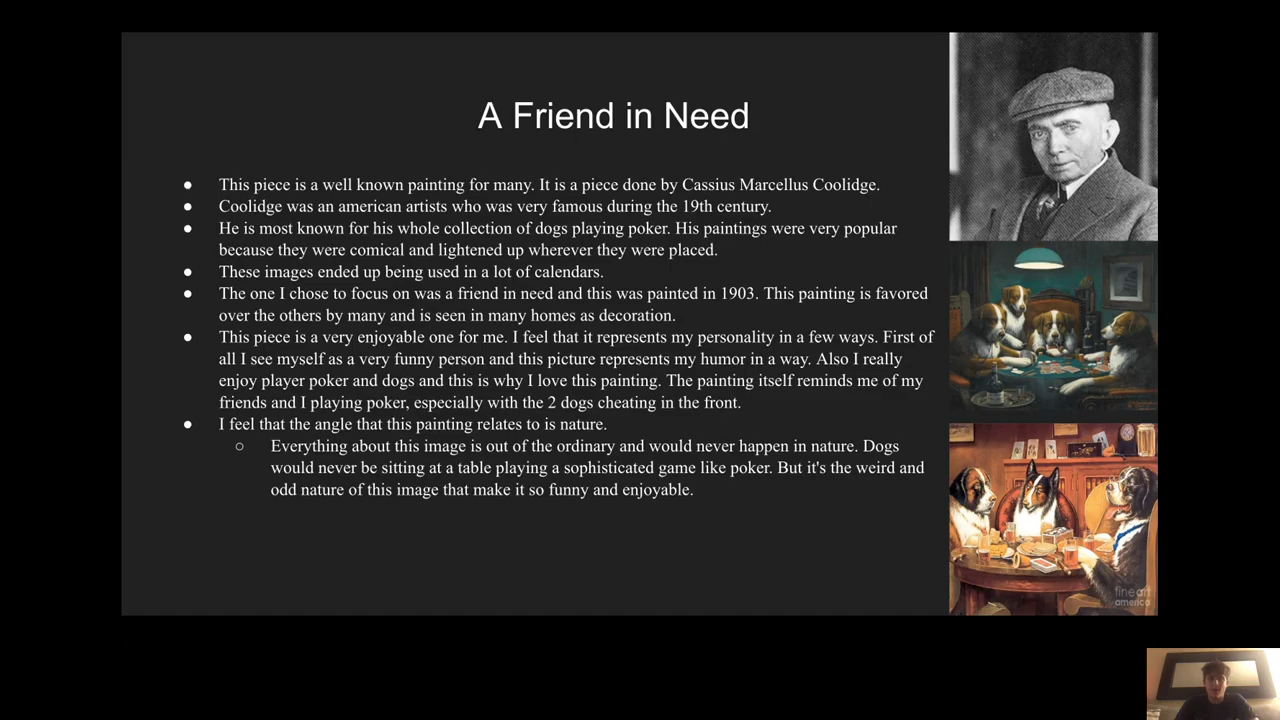 A Friend in Need
● This piece is a well known painting for many. It is a piece done by Cassius Marcellus Coolidge.
● Coolidge was an american artists who was very famous during the 19th century.
● He is most known for his whole collection of dogs playing poker. His paintings were very popular
because they were comical and lightened up wherever they were placed.
● These images ended up being used in a lot of calendars.
● The one I chose to focus on was a friend in need and this was painted in 1903. This painting is favored
over the others by many and is seen in many homes as decoration.
● This piece is a very enjoyable one for me. I feel that it represents my personality in a few ways. First of
all I see myself as a very funny person and this picture represents my humor in a way. Also I really
enjoy player poker and dogs and this is why I love this painting. The painting itself reminds me of my
friends and I playing poker, especially with the 2 dogs cheating in the front.
● I feel that the angle that this painting relates to is nature.
○ Everything about this image is out of the ordinary and would never happen in nature. Dogs
would never be sitting at a table playing a sophisticated game like poker. But it's the weird and
odd nature of this image that make it so funny and enjoyable.
fine art
america